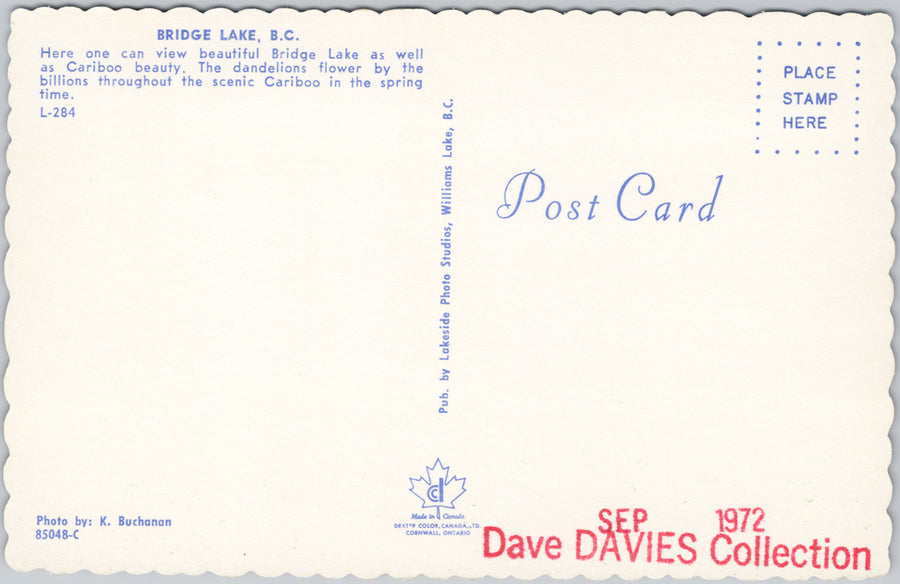 BRIDGE LAKE, B.C.
Here one can view beautiful Bridge Lake as well
as Cariboo beauty. The dandelions flower by the
billions throughout the scenic Cariboo in the spring
time.
L-284
Pub. by Lakeside Photo Studios, Williams Lake, B.C.
PLACE
STAMP
HERE
Post Card
Photo by: K. Buchanan
85048-C
cd
Made in Canada
DEXTER COLOR, CANADA, LTD.
CORNWALL, ONTARIO
SEP 1972
Dave DAVIES Collection